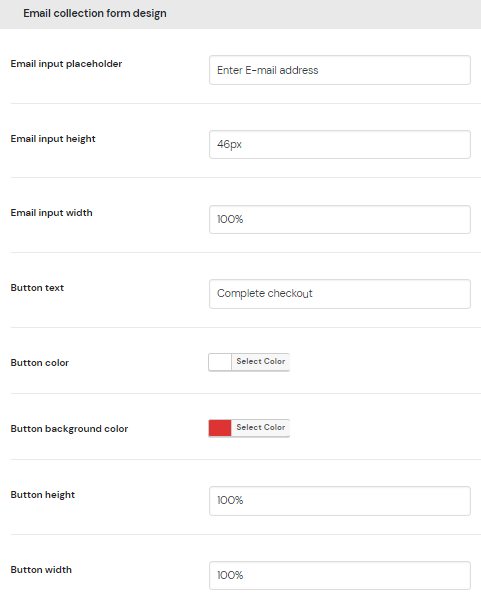 Email collection form design
Email input placeholder
Enter E-mail address
Email input height
46px
Email input width
100%
Button text
Complete checkout
Button color
Select Color
Button background color
Select Color
Button height
100%
Button width
100%